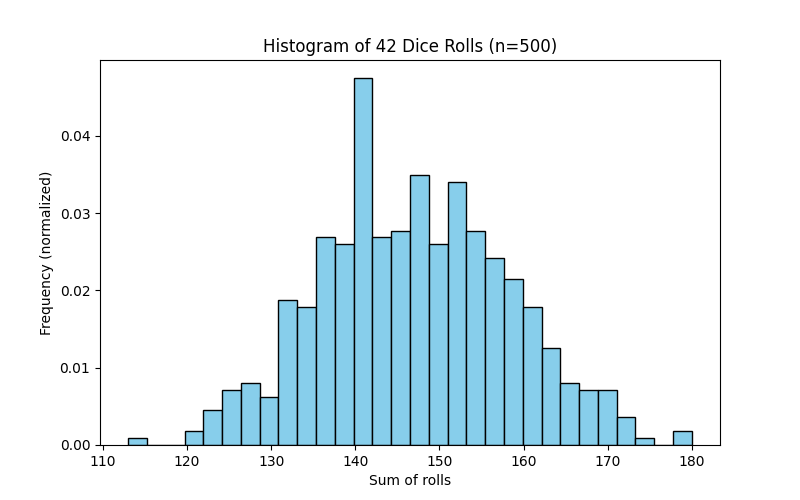 Histogram of 42 Dice Rolls (n=500)
Frequency (normalized)
0.04
0.03
0.02
0.01
0.00
110 120 130 140 150 160 170 180
Sum of rolls